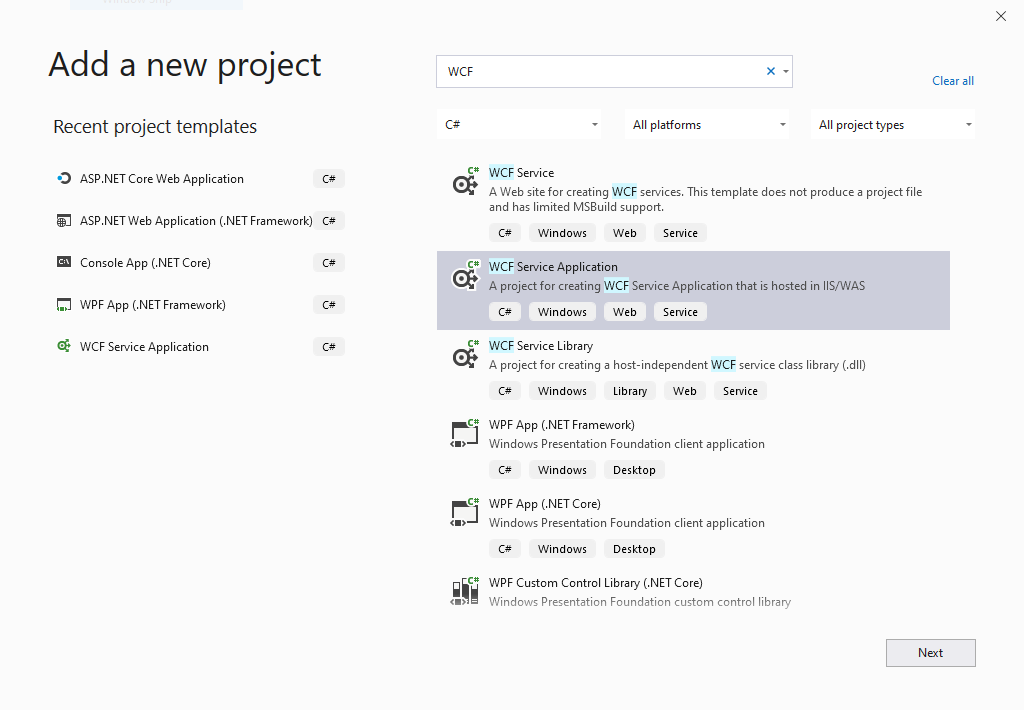 Add a new project
WCF
Clear all
C#
All platforms
All project types
Recent project templates
ASP.NET Core Web Application
C#
ASP.NET Web Application (.NET Framework)
C#
Console App (.NET Core)
C#
WPF App (.NET Framework)
C#
WCF Service Application
C#
WCF Service
A Web site for creating WCF services. This template does not produce a project file
and has limited MSBuild support.
C# Windows Web Service
WCF Service Application
A project for creating WCF Service Application that is hosted in IIS/WAS
C# Windows Web Service
WCF Service Library
A project for creating a host-independent WCF service class library (.dll)
C# Windows Library Web Service
WPF App (.NET Framework)
Windows Presentation Foundation client application
C# Windows Desktop
WPF App (.NET Core)
Windows Presentation Foundation client application
C# Windows Desktop
WPF Custom Control Library (.NET Core)
Windows Presentation Foundation custom control library
Next